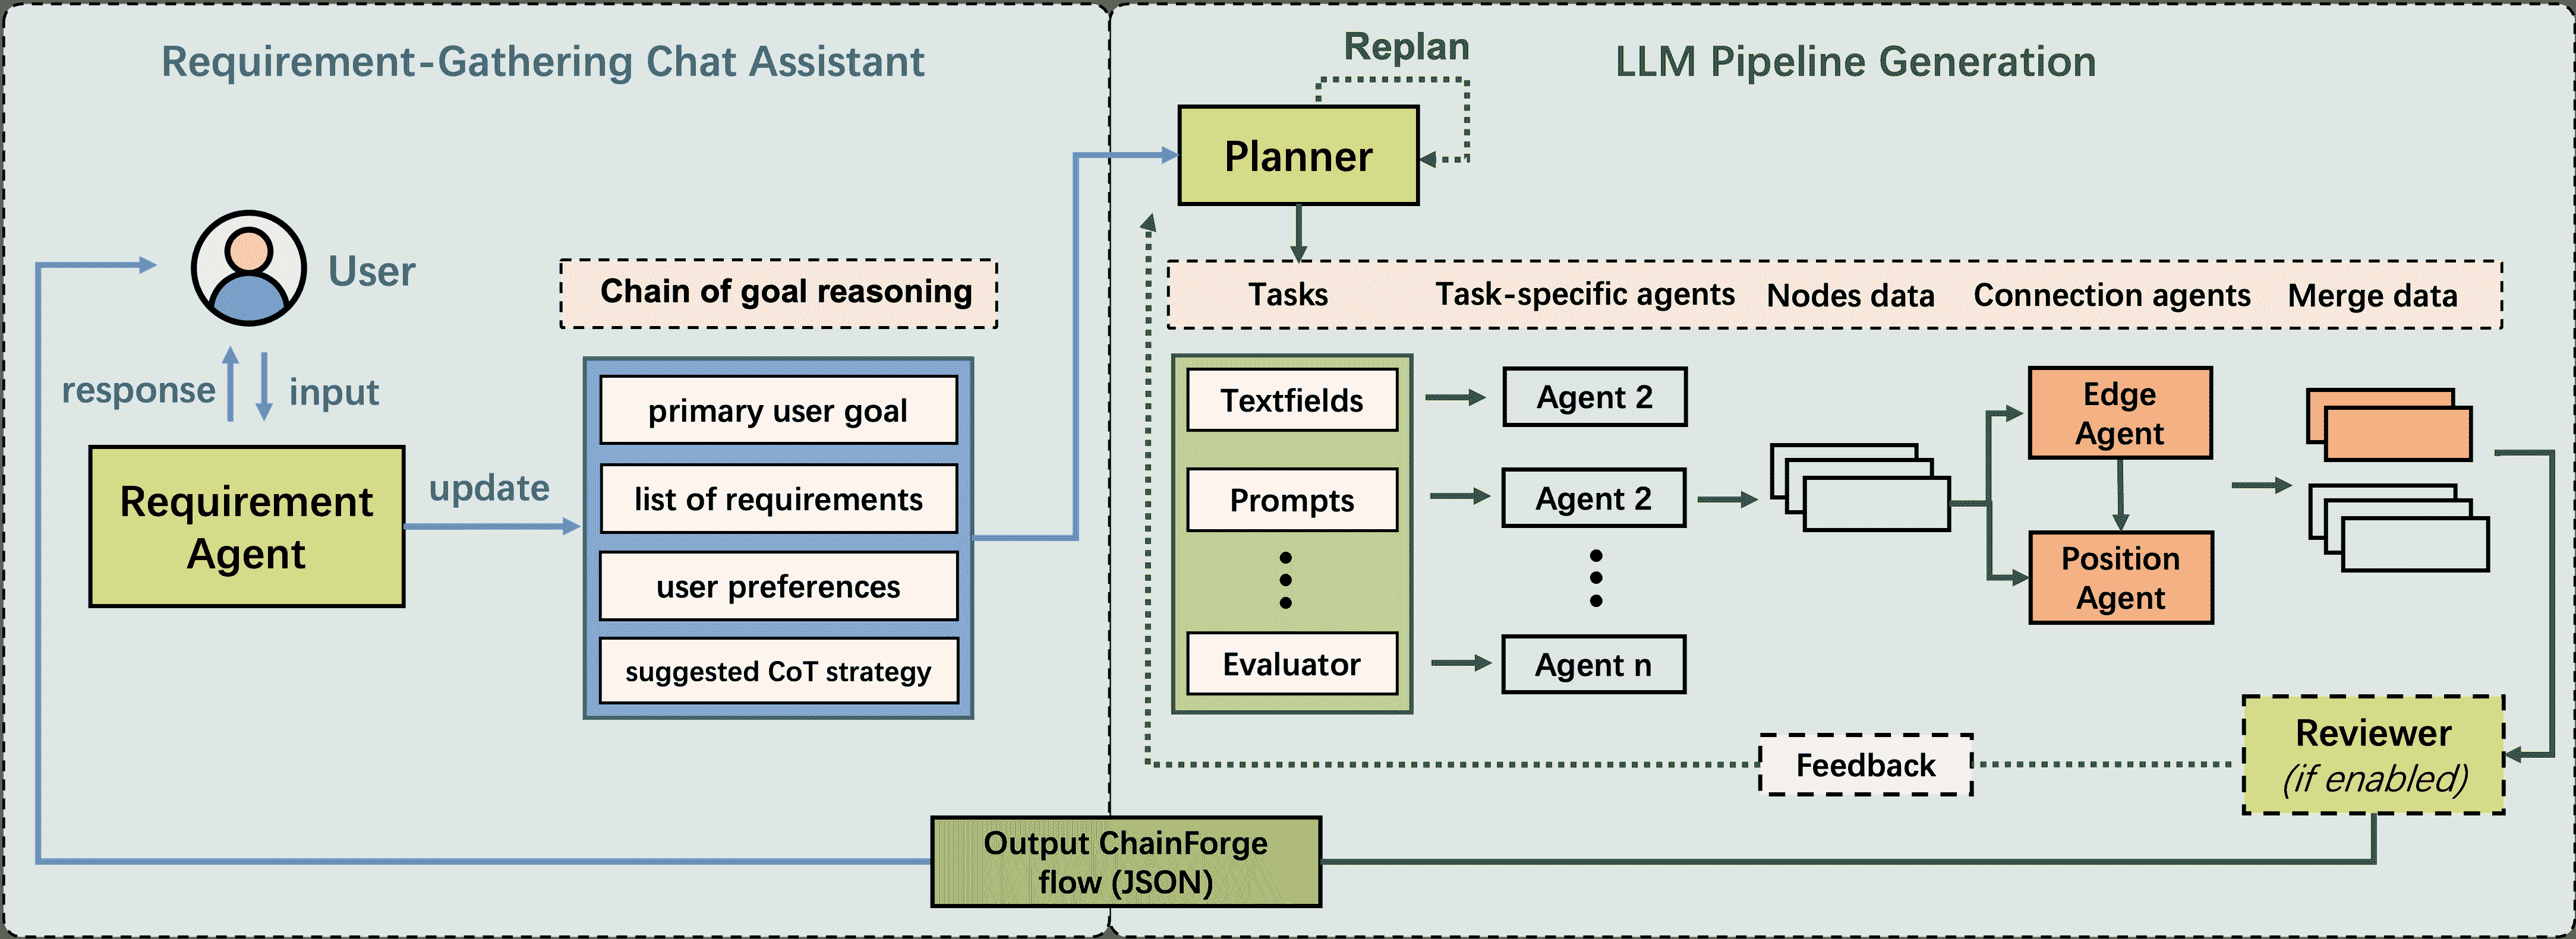 Requirement-Gathering Chat Assistant
User
response
input
Requirement
Agent
update
Chain of goal reasoning
primary user goal
list of requirements
user preferences
suggested CoT strategy
LLM Pipeline Generation
Replan
Planner
Tasks
Task-specific agents
Nodes data
Connection agents
Merge data
Textfields
Agent 2
Prompts
Agent 2
Evaluator
Agent n
Edge
Agent
Position
Agent
Reviewer
(if enabled)
Feedback
Output ChainForge
flow (JSON)